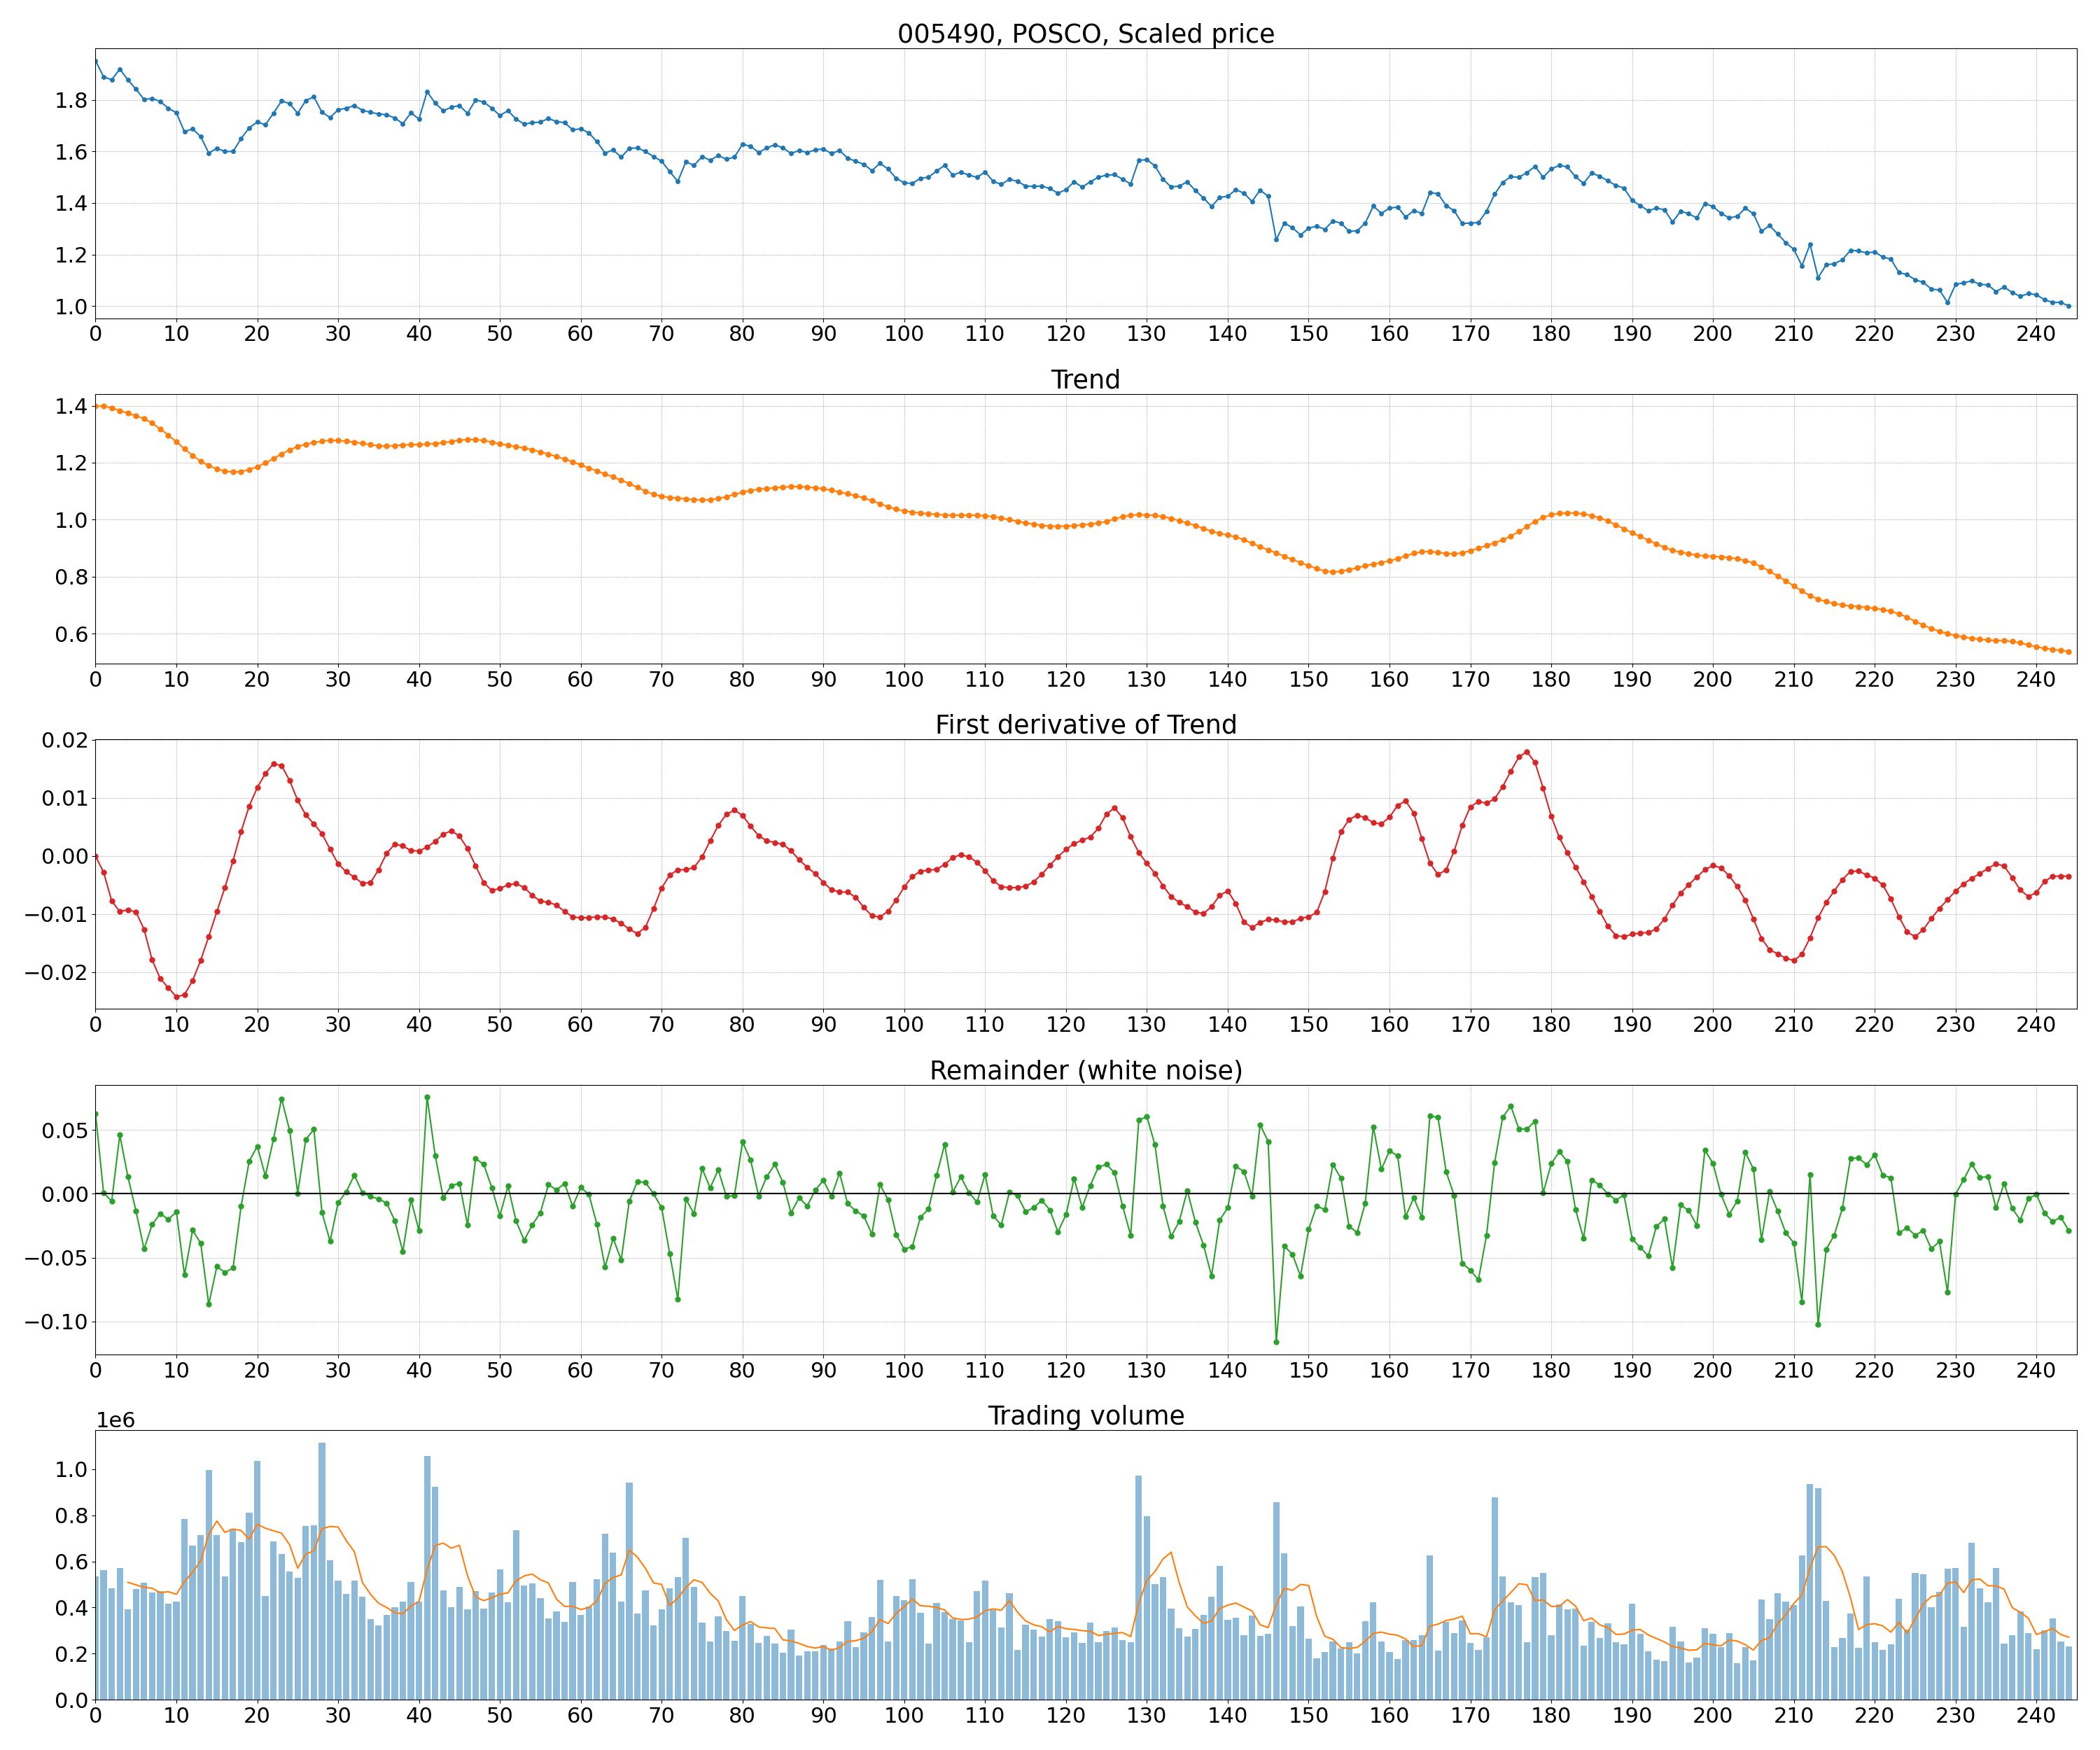 005490, POSCO, Scaled price
1.8
1.6
1.4
1.2
1.0
0 10 20 30 40 50 60 70 80 90 100 110 120 130 140 150 160 170 180 190 200 210 220 230 240
Trend
1.4
1.2
1.0
0.8
0.6
0 10 20 30 40 50 60 70 80 90 100 110 120 130 140 150 160 170 180 190 200 210 220 230 240
First derivative of Trend
0.02
0.01
0.00
−0.01
−0.02
0 10 20 30 40 50 60 70 80 90 100 110 120 130 140 150 160 170 180 190 200 210 220 230 240
Remainder (white noise)
0.05
0.00
−0.05
−0.10
0 10 20 30 40 50 60 70 80 90 100 110 120 130 140 150 160 170 180 190 200 210 220 230 240
Trading volume
1e6
1.0
0.8
0.6
0.4
0.2
0.0
0 10 20 30 40 50 60 70 80 90 100 110 120 130 140 150 160 170 180 190 200 210 220 230 240